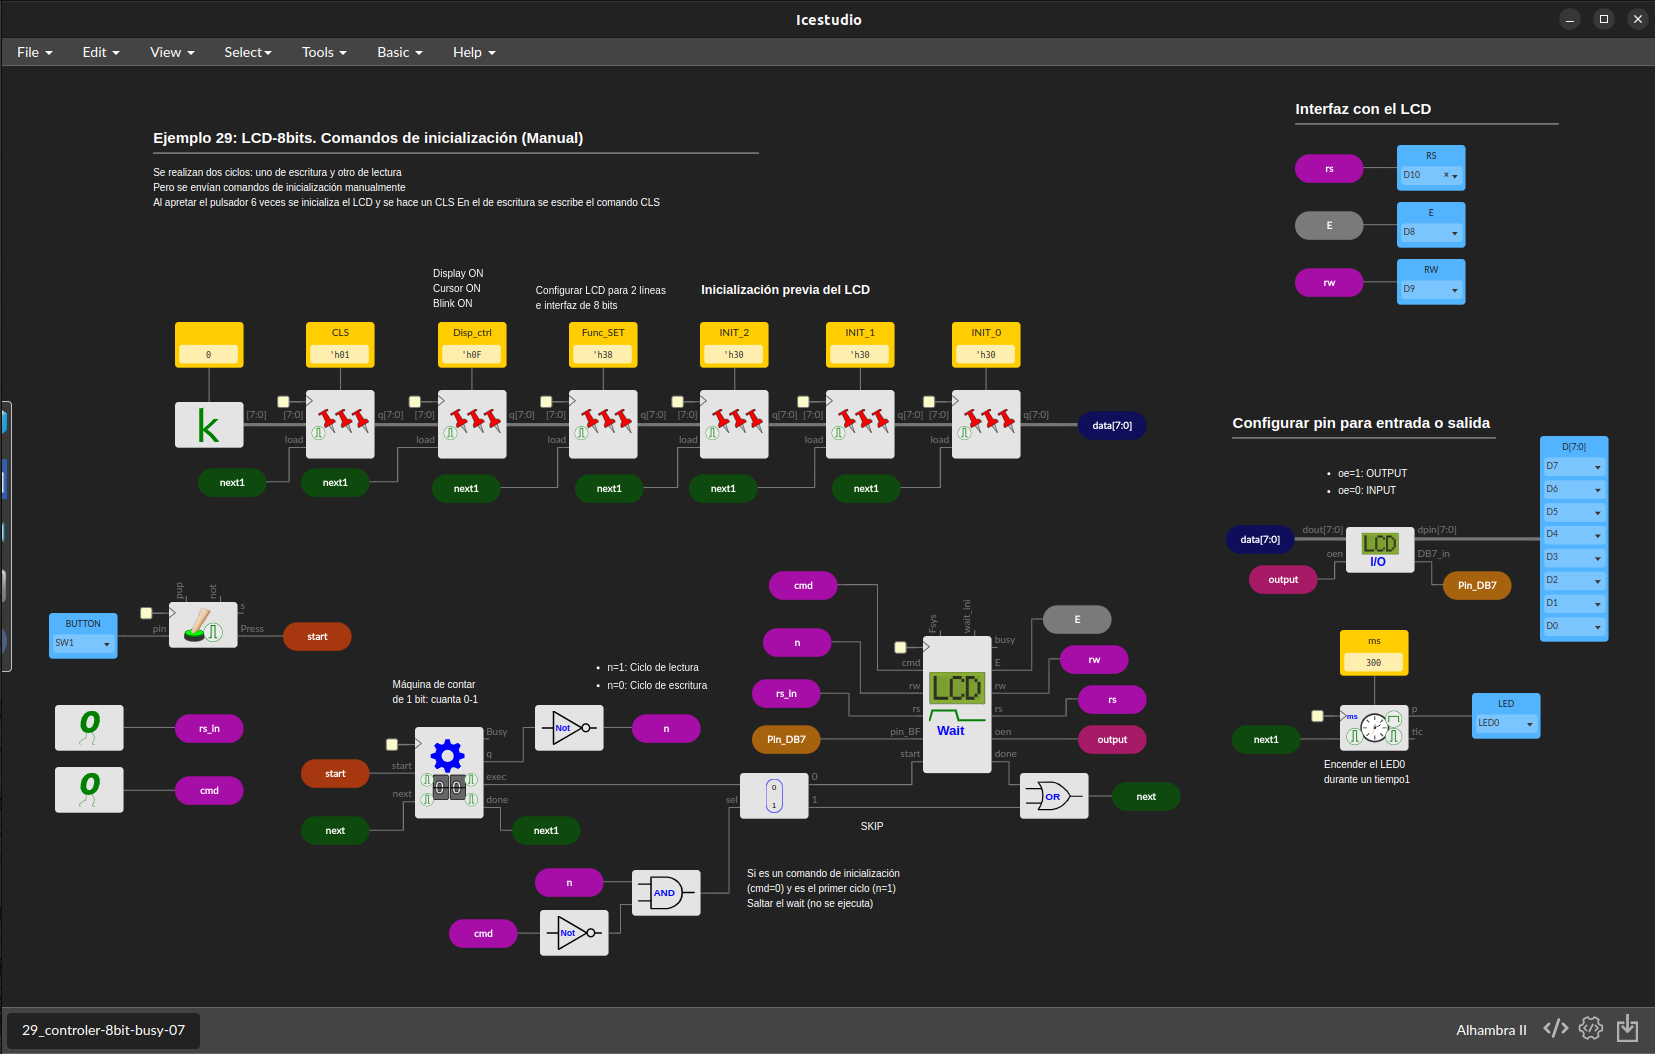 Icestudio
File
Edit
View
Select
Tools
Basic
Help
Interfaz con el LCD
Ejemplo 29: LCD-8bits. Comandos de inicialización (Manual)
Se realizan dos ciclos: uno de escritura y otro de lectura
Pero se envían comandos de inicialización manualmente
Al apretar el pulsador 6 veces se inicializa el LCD y se hace un CLS En el de escritura se escribe el comando CLS
rs
RS
D10
E
E
D8
rw
RW
D9
Display ON
Cursor ON
Blink ON
Configurar LCD para 2 líneas
e interfaz de 8 bits
Inicialización previa del LCD
0
CLS
'h01
Disp_ctrl
'h0F
Func_SET
'h38
INIT_2
'h30
INIT_1
'h30
INIT_0
'h30
k
[7:0]
[7:0]
load
q[7:0]
[7:0]
load
q[7:0]
[7:0]
load
q[7:0]
[7:0]
load
q[7:0]
[7:0]
load
q[7:0]
[7:0]
load
q[7:0]
data[7:0]
next1
next1
next1
next1
next1
next1
Configurar pin para entrada o salida
• oe=1: OUTPUT
• oe=0: INPUT
D[7:0]
D7
D6
D5
D4
D3
D2
D1
D0
data[7:0]
dout[7:0]
oen
LCD
I/O
dpin[7:0]
DB7_in
output
Pin_DB7
BUTTON
SW1
pin
pup
not
s
Press
start
ms
300
next1
ms
p
tic
LED
LED0
Encender el LED0
durante un tiempo1
0
rs_in
0
cmd
Máquina de contar
de 1 bit: cuanta 0-1
• n=1: Ciclo de lectura
• n=0: Ciclo de escritura
start
next
start
next
0 0
Busy
q
exec
done
Not
n
next1
cmd
n
rs_in
Pin_DB7
Fsys
wait_ini
cmd
rw
rs
pin_BF
start
LCD
Wait
busy
E
rw
rs
oen
done
E
rw
rs
output
sel
0
1
0
1
SKIP
OR
next
n
cmd
Not
AND
Si es un comando de inicialización
(cmd=0) y es el primer ciclo (n=1)
Saltar el wait (no se ejecuta)
29_controler-8bit-busy-07
Alhambra II